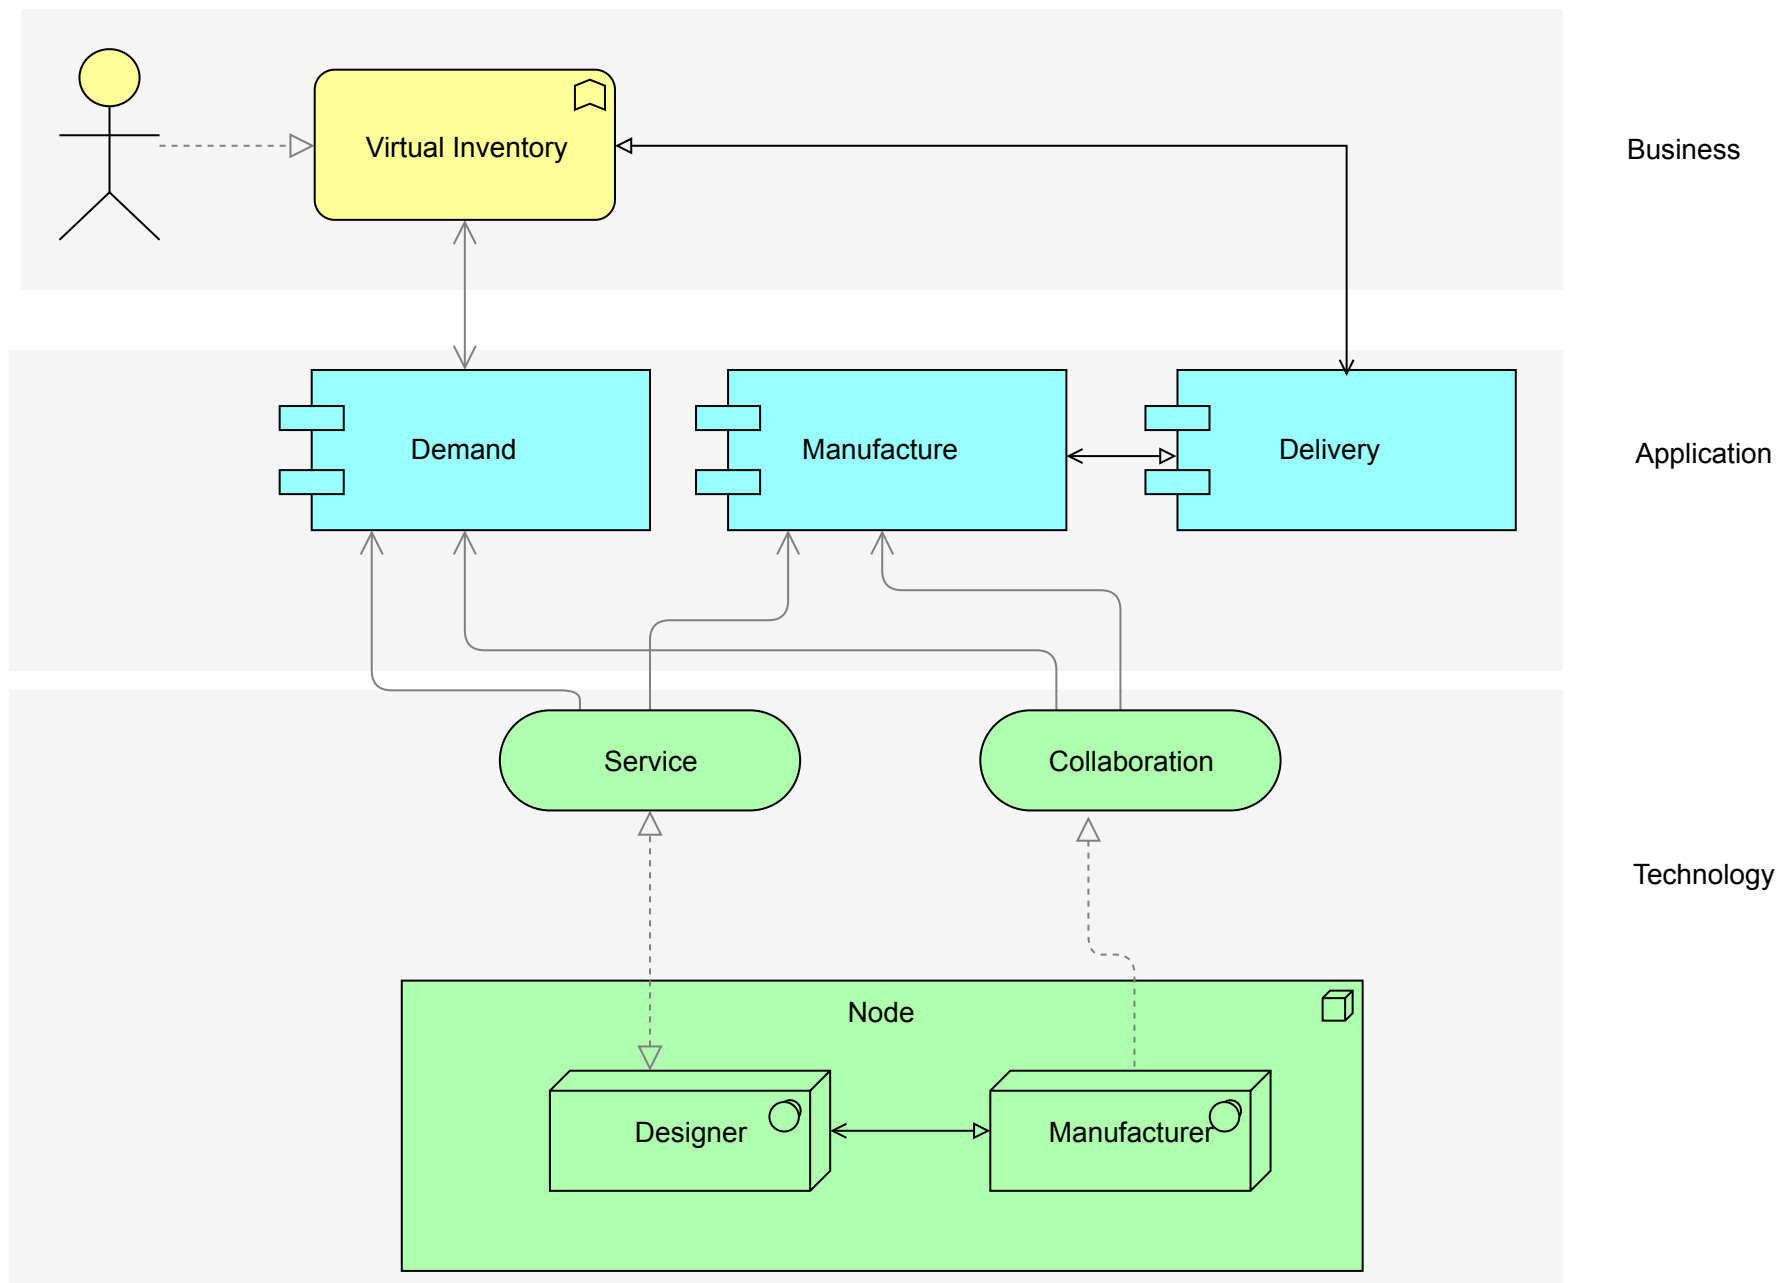 Virtual Inventory
Business
Demand
Manufacture
Delivery
Application
Service
Collaboration
Technology
Node
Designer
Manufacturer